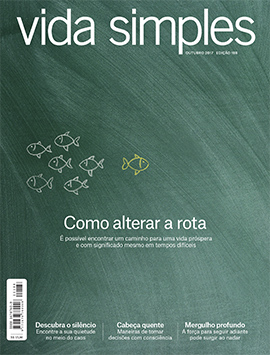 vida simples
OUTUBRO 2017 EDIÇÃO 188
Como alterar a rota
É possível encontrar um caminho para uma vida próspera
e com significado mesmo em tempos difíceis
Descubra o silêncio
Encontre a sua quietude
no meio do caos
Cabeça quente
Maneiras de tomar
decisões com consciência
Mergulho profundo
A força para seguir adiante
pode surgir ao nadar